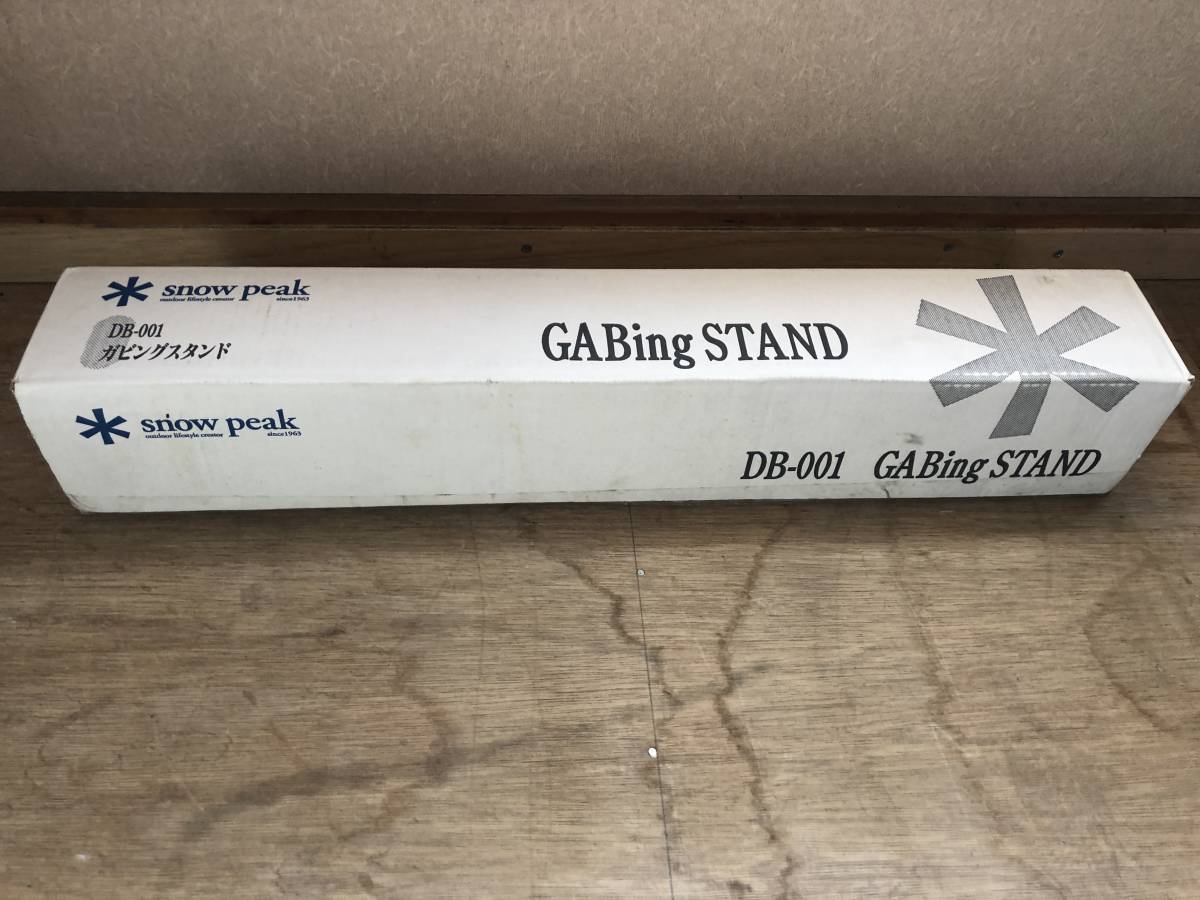 snow peak
outdoor lifestyle creator since1963
DB-001
ガビングスタンド
GABing STAND
snow peak
outdoor lifestyle creator since1963
DB-001 GABing STAND